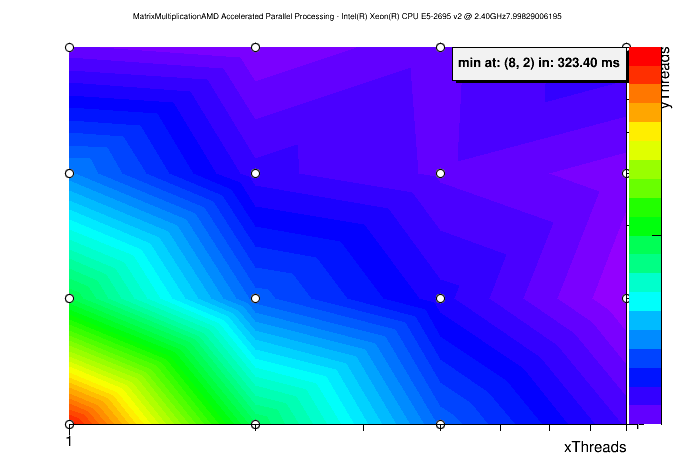 MatrixMultiplicationAMD Accelerated Parallel Processing - Intel(R) Xeon(R) CPU E5-2695 v2 @ 2.40GHz7.99829006195
min at: (8, 2) in: 323.40 ms
yThreads
1
xThreads